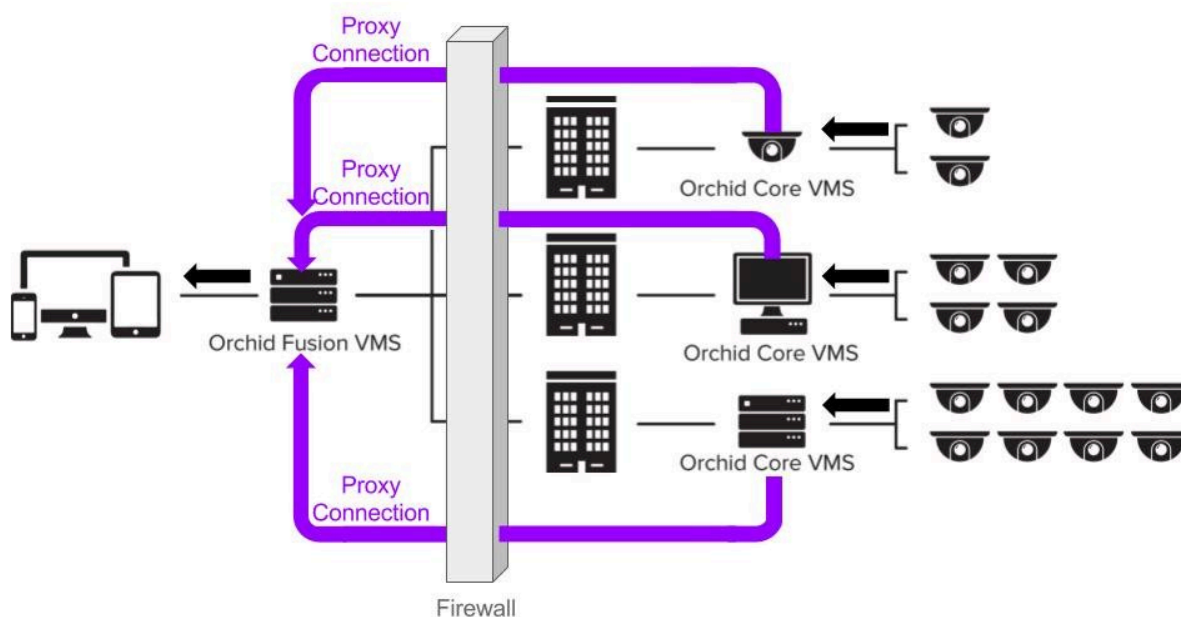 Proxy
Connection
Orchid Core VMS
Proxy
Connection
Orchid Fusion VMS
Orchid Core VMS
Orchid Core VMS
Proxy
Connection
Firewall